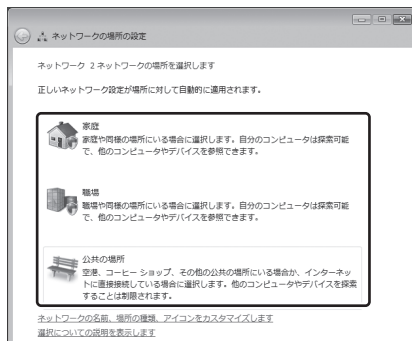 ネットワークの場所の設定
ネットワーク 2 ネットワークの場所を選択します
正しいネットワーク設定が場所に対して自動的に適用されます。
家庭
家庭や同様の場所にいる場合に選択します。自分のコンピュータは探索可能
で、他のコンピュータやデバイスを参照できます。
職場
職場や同様の場所にいる場合に選択します。自分のコンピュータは探索可能
で、他のコンピュータやデバイスを参照できます。
公共の場所
空港、コーヒー ショップ、その他の公共の場所にいる場合か、インターネッ
トに直接接続している場合に選択します。他のコンピュータやデバイスを探索
することは制限されます。
ネットワークの名前、場所の種類、アイコンをカスタマイズします
選択についての説明を表示します